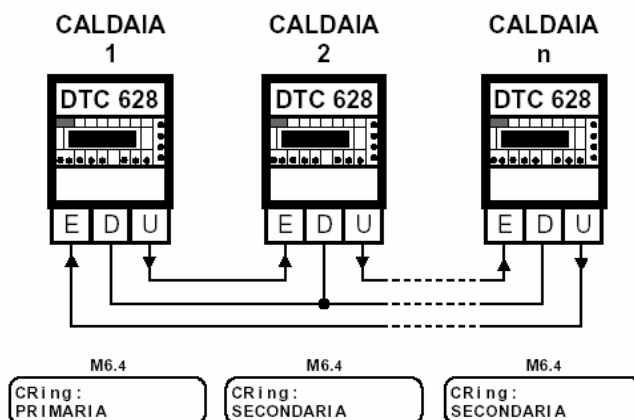 CALDAIA CALDAIA CALDAIA
1 2 n
DTC 628 DTC 628 DTC 628
E D U E D U E D U
M6.4 M6.4 M6.4
CRing: CRing: CRing:
PRIMARIA SECONDARIA SECONDARIA